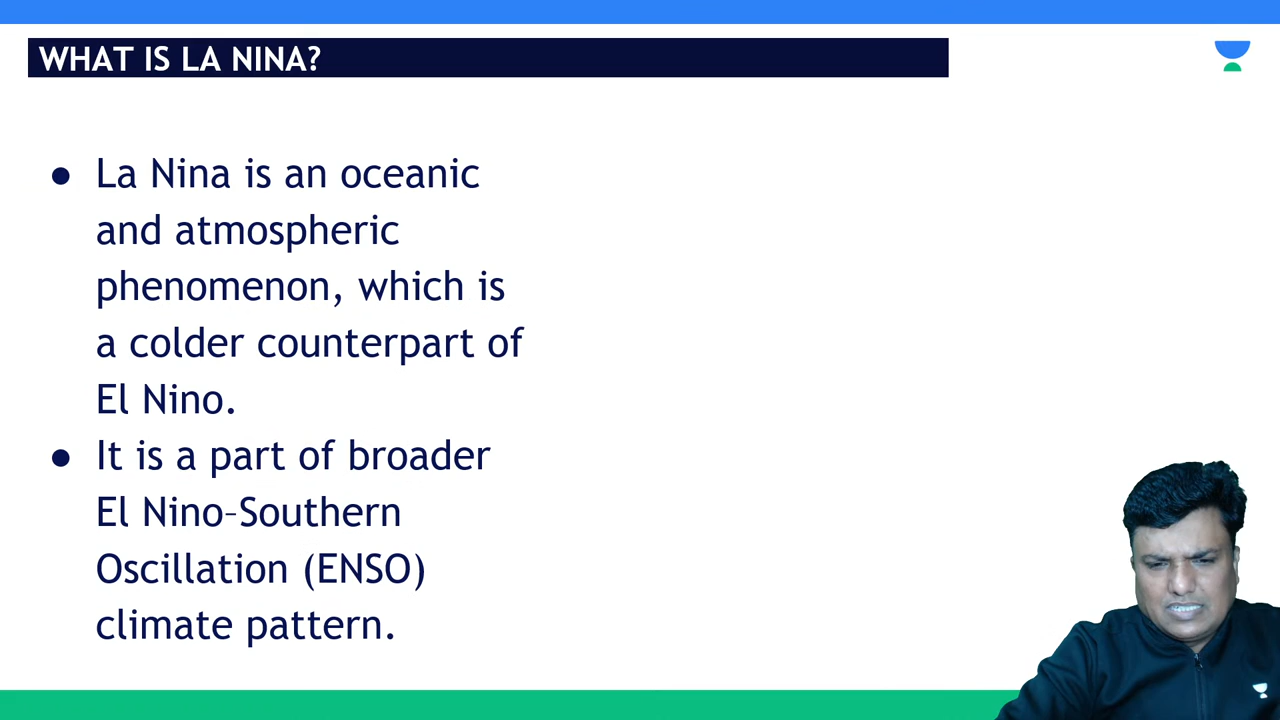 WHAT IS LA NINA?
● La Nina is an oceanic
and atmospheric
phenomenon, which is
a colder counterpart of
El Nino.
● It is a part of broader
El Nino–Southern
Oscillation (ENSO)
climate pattern.